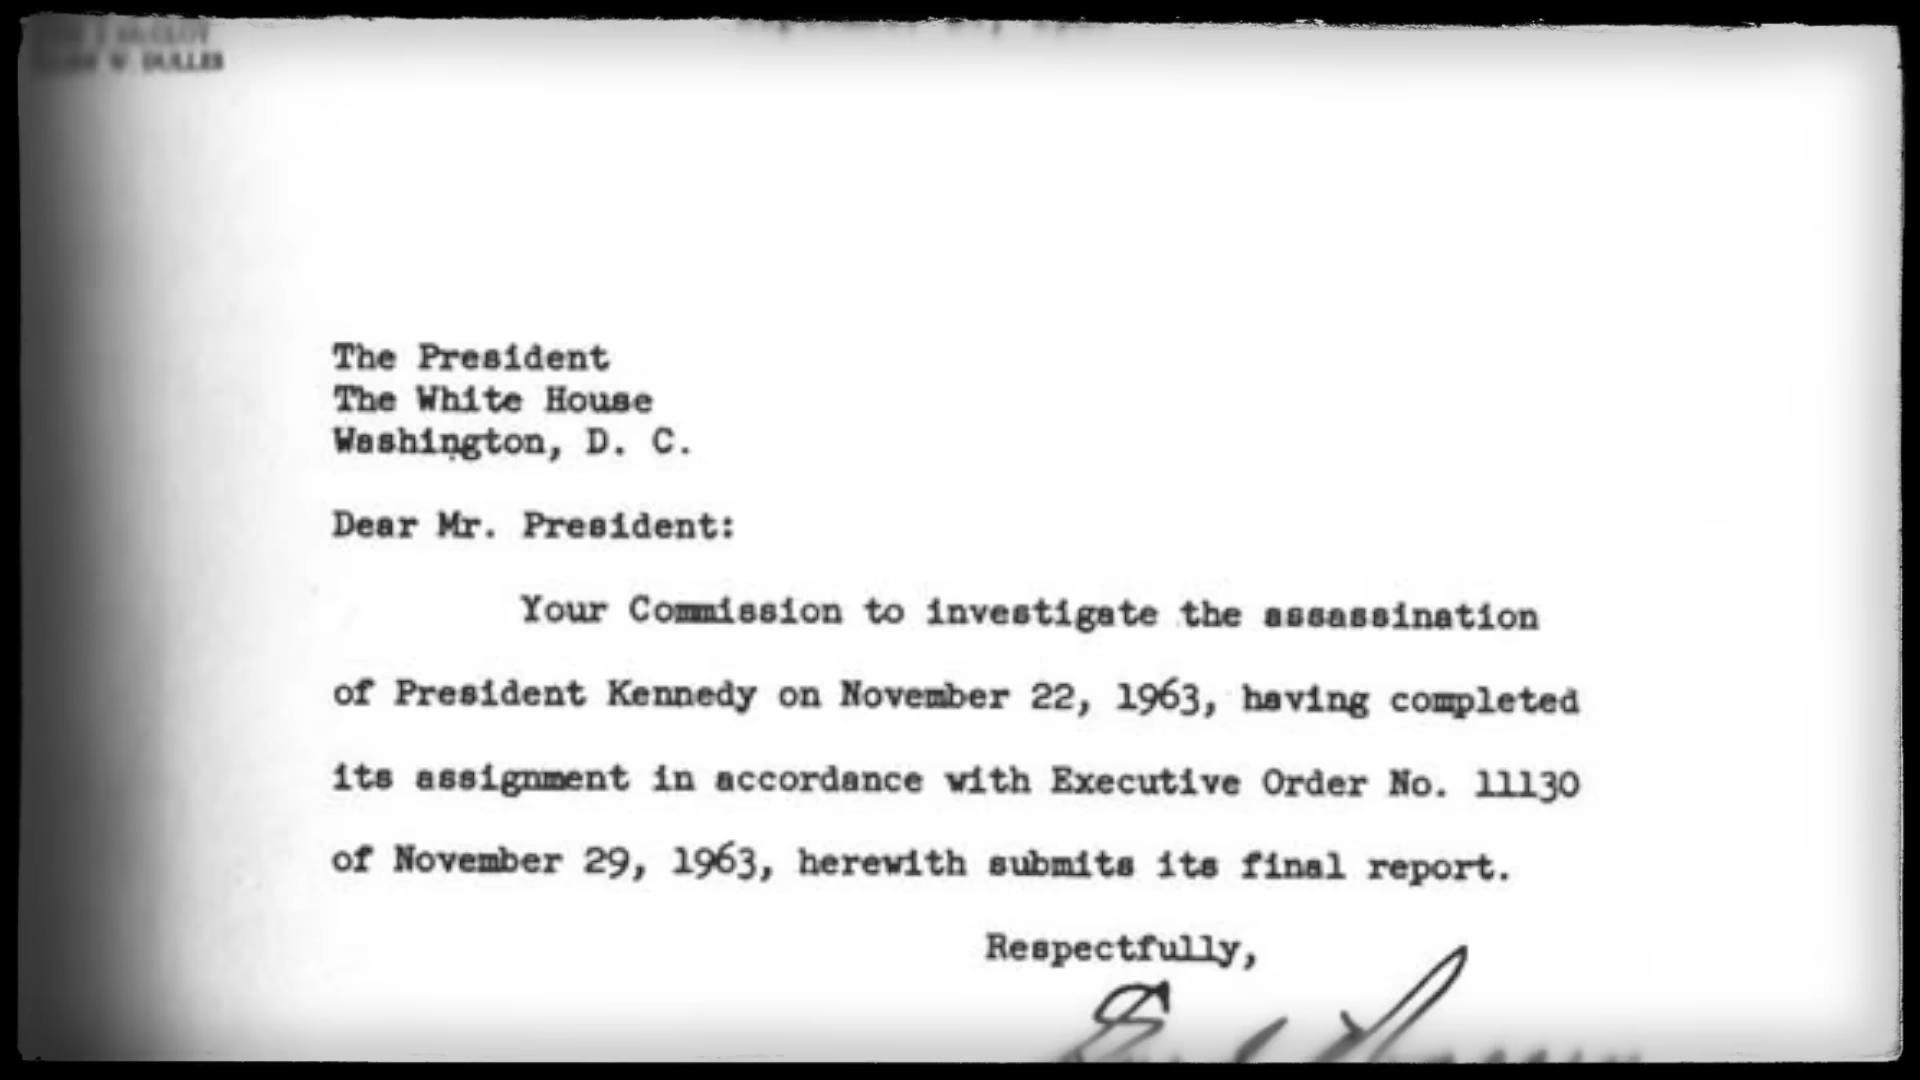 W DULLES
The President
The White House
Washington, D. C.
Dear Mr. President:
Your Commission to investigate the assassination
of President Kennedy on November 22, 1963, having completed
its assignment in accordance with Executive Order No. 11130
of November 29, 1963, herewith submits its final report.
Respectfully,